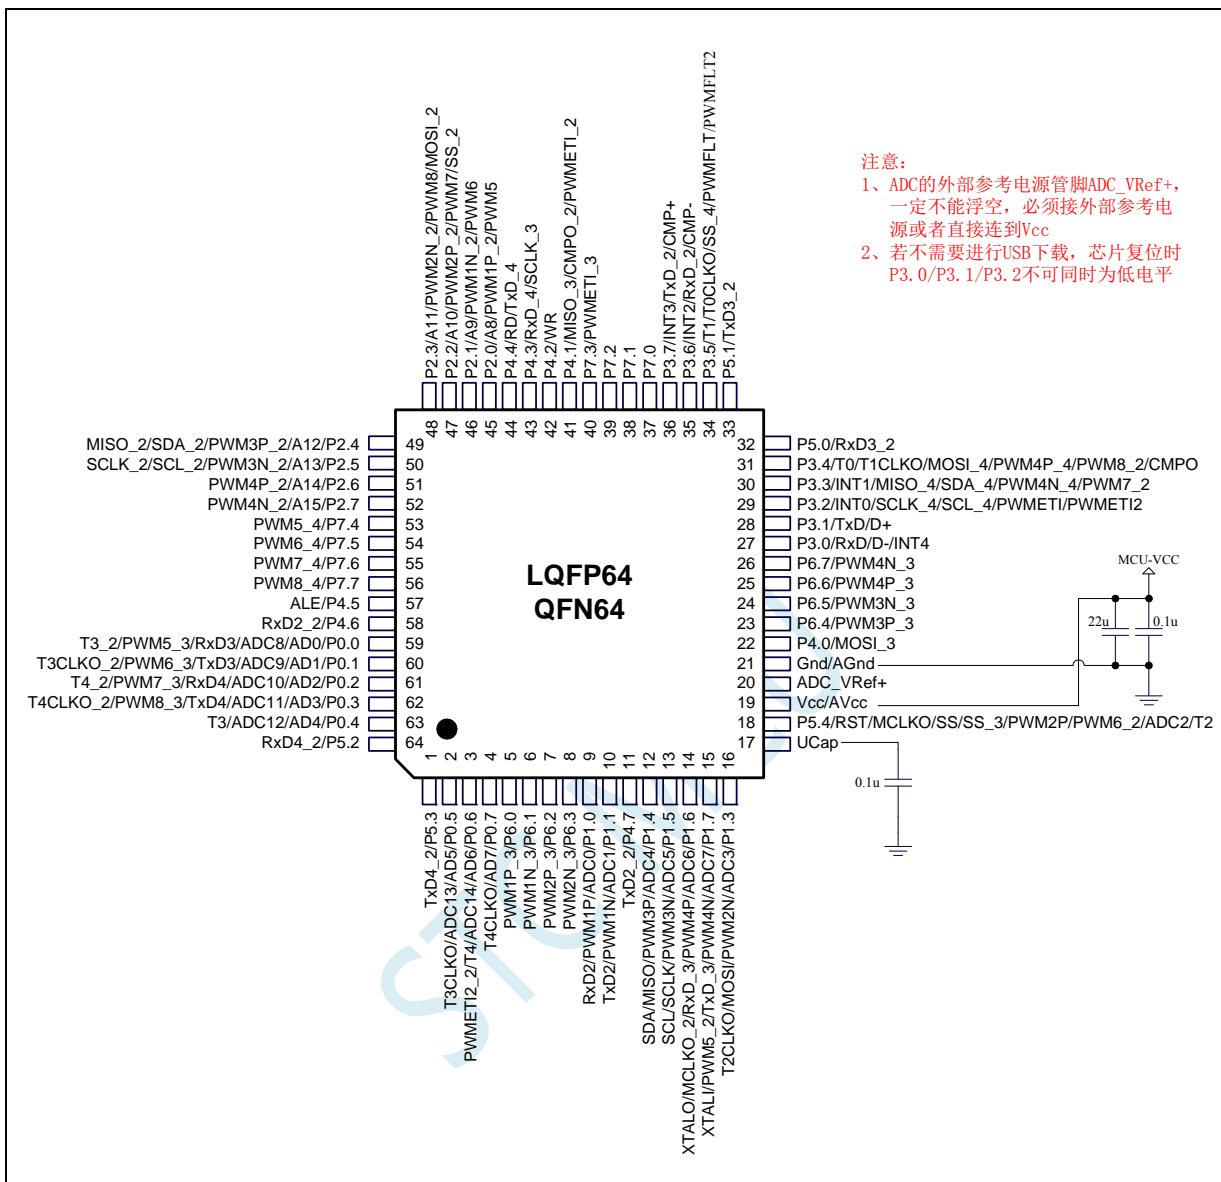 P2.3/A11/PWM2N_2/PWM8/MOSI_2
P2.2/A10/PWM2P_2/PWM7/SS_2
P2.1/A9/PWM1N_2/PWM6
P2.0/A8/PWM1P_2/PWM5
P4.4/RD/TxD_4
P4.3/RxD_4/SCLK_3
P4.2/WR
P4.1/MISO_3/CMPO_2/PWMETI_2
P7.3/PWMETI_3
P7.2
P7.1
P7.0
P3.7/INT3/TxD_2/CMP+
P3.6/INT2/RxD_2/CMP-
P3.5/T1/T0CLKO/SS_4/PWMFLT/PWMFLT2
P5.1/TxD3_2
注意：
1、ADC的外部参考电源管脚ADC_VRef+，
一定不能浮空，必须接外部参考电
源或者直接连到Vcc
2、若不需要进行USB下载，芯片复位时
P3.0/P3.1/P3.2不可同时为低电平
48 47 46 45 44 43 42 41 40 39 38 37 36 35 34 33
MISO_2/SDA_2/PWM3P_2/A12/P2.4 49
SCLK_2/SCL_2/PWM3N_2/A13/P2.5 50
PWM4P_2/A14/P2.6 51
PWM4N_2/A15/P2.7 52
PWM5_4/P7.4 53
PWM6_4/P7.5 54
PWM7_4/P7.6 55
PWM8_4/P7.7 56
ALE/P4.5 57
RxD2_2/P4.6 58
T3_2/PWM5_3/RxD3/ADC8/AD0/P0.0 59
T3CLKO_2/PWM6_3/TxD3/ADC9/AD1/P0.1 60
T4_2/PWM7_3/RxD4/ADC10/AD2/P0.2 61
T4CLKO_2/PWM8_3/TxD4/ADC11/AD3/P0.3 62
T3/ADC12/AD4/P0.4 63
RxD4_2/P5.2 64
LQFP64
QFN64
32 P5.0/RxD3_2
31 P3.4/T0/T1CLKO/MOSI_4/PWM4P_4/PWM8_2/CMPO
30 P3.3/INT1/MISO_4/SDA_4/PWM4N_4/PWM7_2
29 P3.2/INT0/SCLK_4/SCL_4/PWMETI/PWMETI2
28 P3.1/TxD/D+
27 P3.0/RxD/D-/INT4
26 P6.7/PWM4N_3
25 P6.6/PWM4P_3
24 P6.5/PWM3N_3
23 P6.4/PWM3P_3
22 P4.0/MOSI_3
21 Gnd/AGnd
20 ADC_VRef+
19 Vcc/AVcc
18 P5.4/RST/MCLKO/SS/SS_3/PWM2P/PWM6_2/ADC2/T2
17 UCap
MCU-VCC
22u
0.1u
0.1u
1 2 3 4 5 6 7 8 9 10 11 12 13 14 15 16
TxD4_2/P5.3
T3CLKO/ADC13/AD5/P0.5
PWMETI2_2/T4/ADC14/AD6/P0.6
T4CLKO/AD7/P0.7
PWM1P_3/P6.0
PWM1N_3/P6.1
PWM2P_3/P6.2
PWM2N_3/P6.3
RxD2/PWM1P/ADC0/P1.0
TxD2/PWM1N/ADC1/P1.1
TxD2_2/P4.7
SDA/MISO/PWM3P/ADC4/P1.4
SCL/SCLK/PWM3N/ADC5/P1.5
XTALO/MCLKO_2/RxD_3/PWM4P/ADC6/P1.6
XTALI/PWM5_2/TxD_3/PWM4N/ADC7/P1.7
T2CLKO/MOSI/PWM2N/ADC3/P1.3